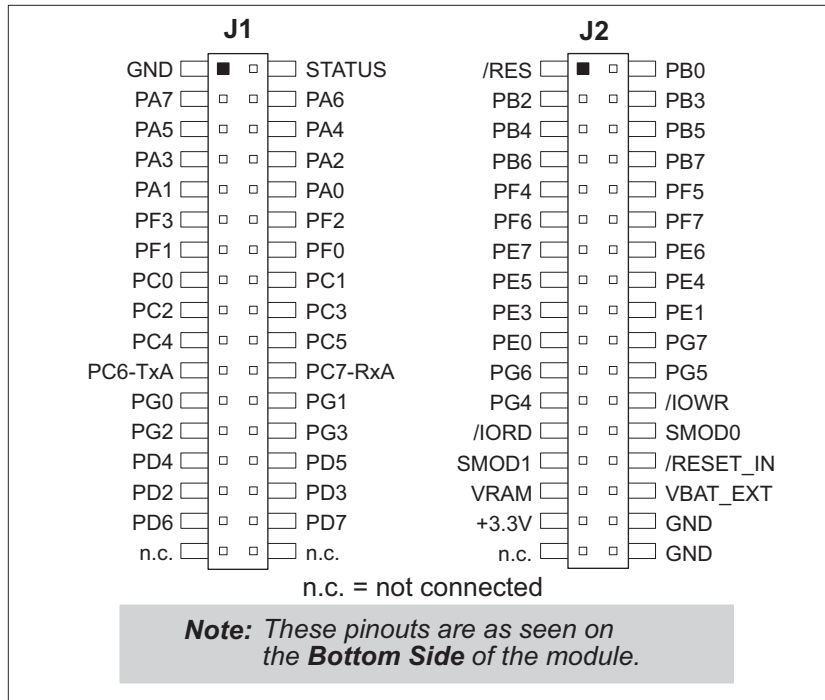 J1 J2
GND STATUS /RES PB0
PA7 PA6 PB2 PB3
PA5 PA4 PB4 PB5
PA3 PA2 PB6 PB7
PA1 PA0 PF4 PF5
PF3 PF2 PF6 PF7
PF1 PF0 PE7 PE6
PC0 PC1 PE5 PE4
PC2 PC3 PE3 PE1
PC4 PC5 PE0 PG7
PC6-TxA PC7-RxA PG6 PG5
PG0 PG1 PG4 /IOWR
PG2 PG3 /IORD SMOD0
PD4 PD5 SMOD1 /RESET_IN
PD2 PD3 VRAM VBAT_EXT
PD6 PD7 +3.3V GND
n.c. n.c. n.c. GND
n.c. = not connected
Note: These pinouts are as seen on
the Bottom Side of the module.